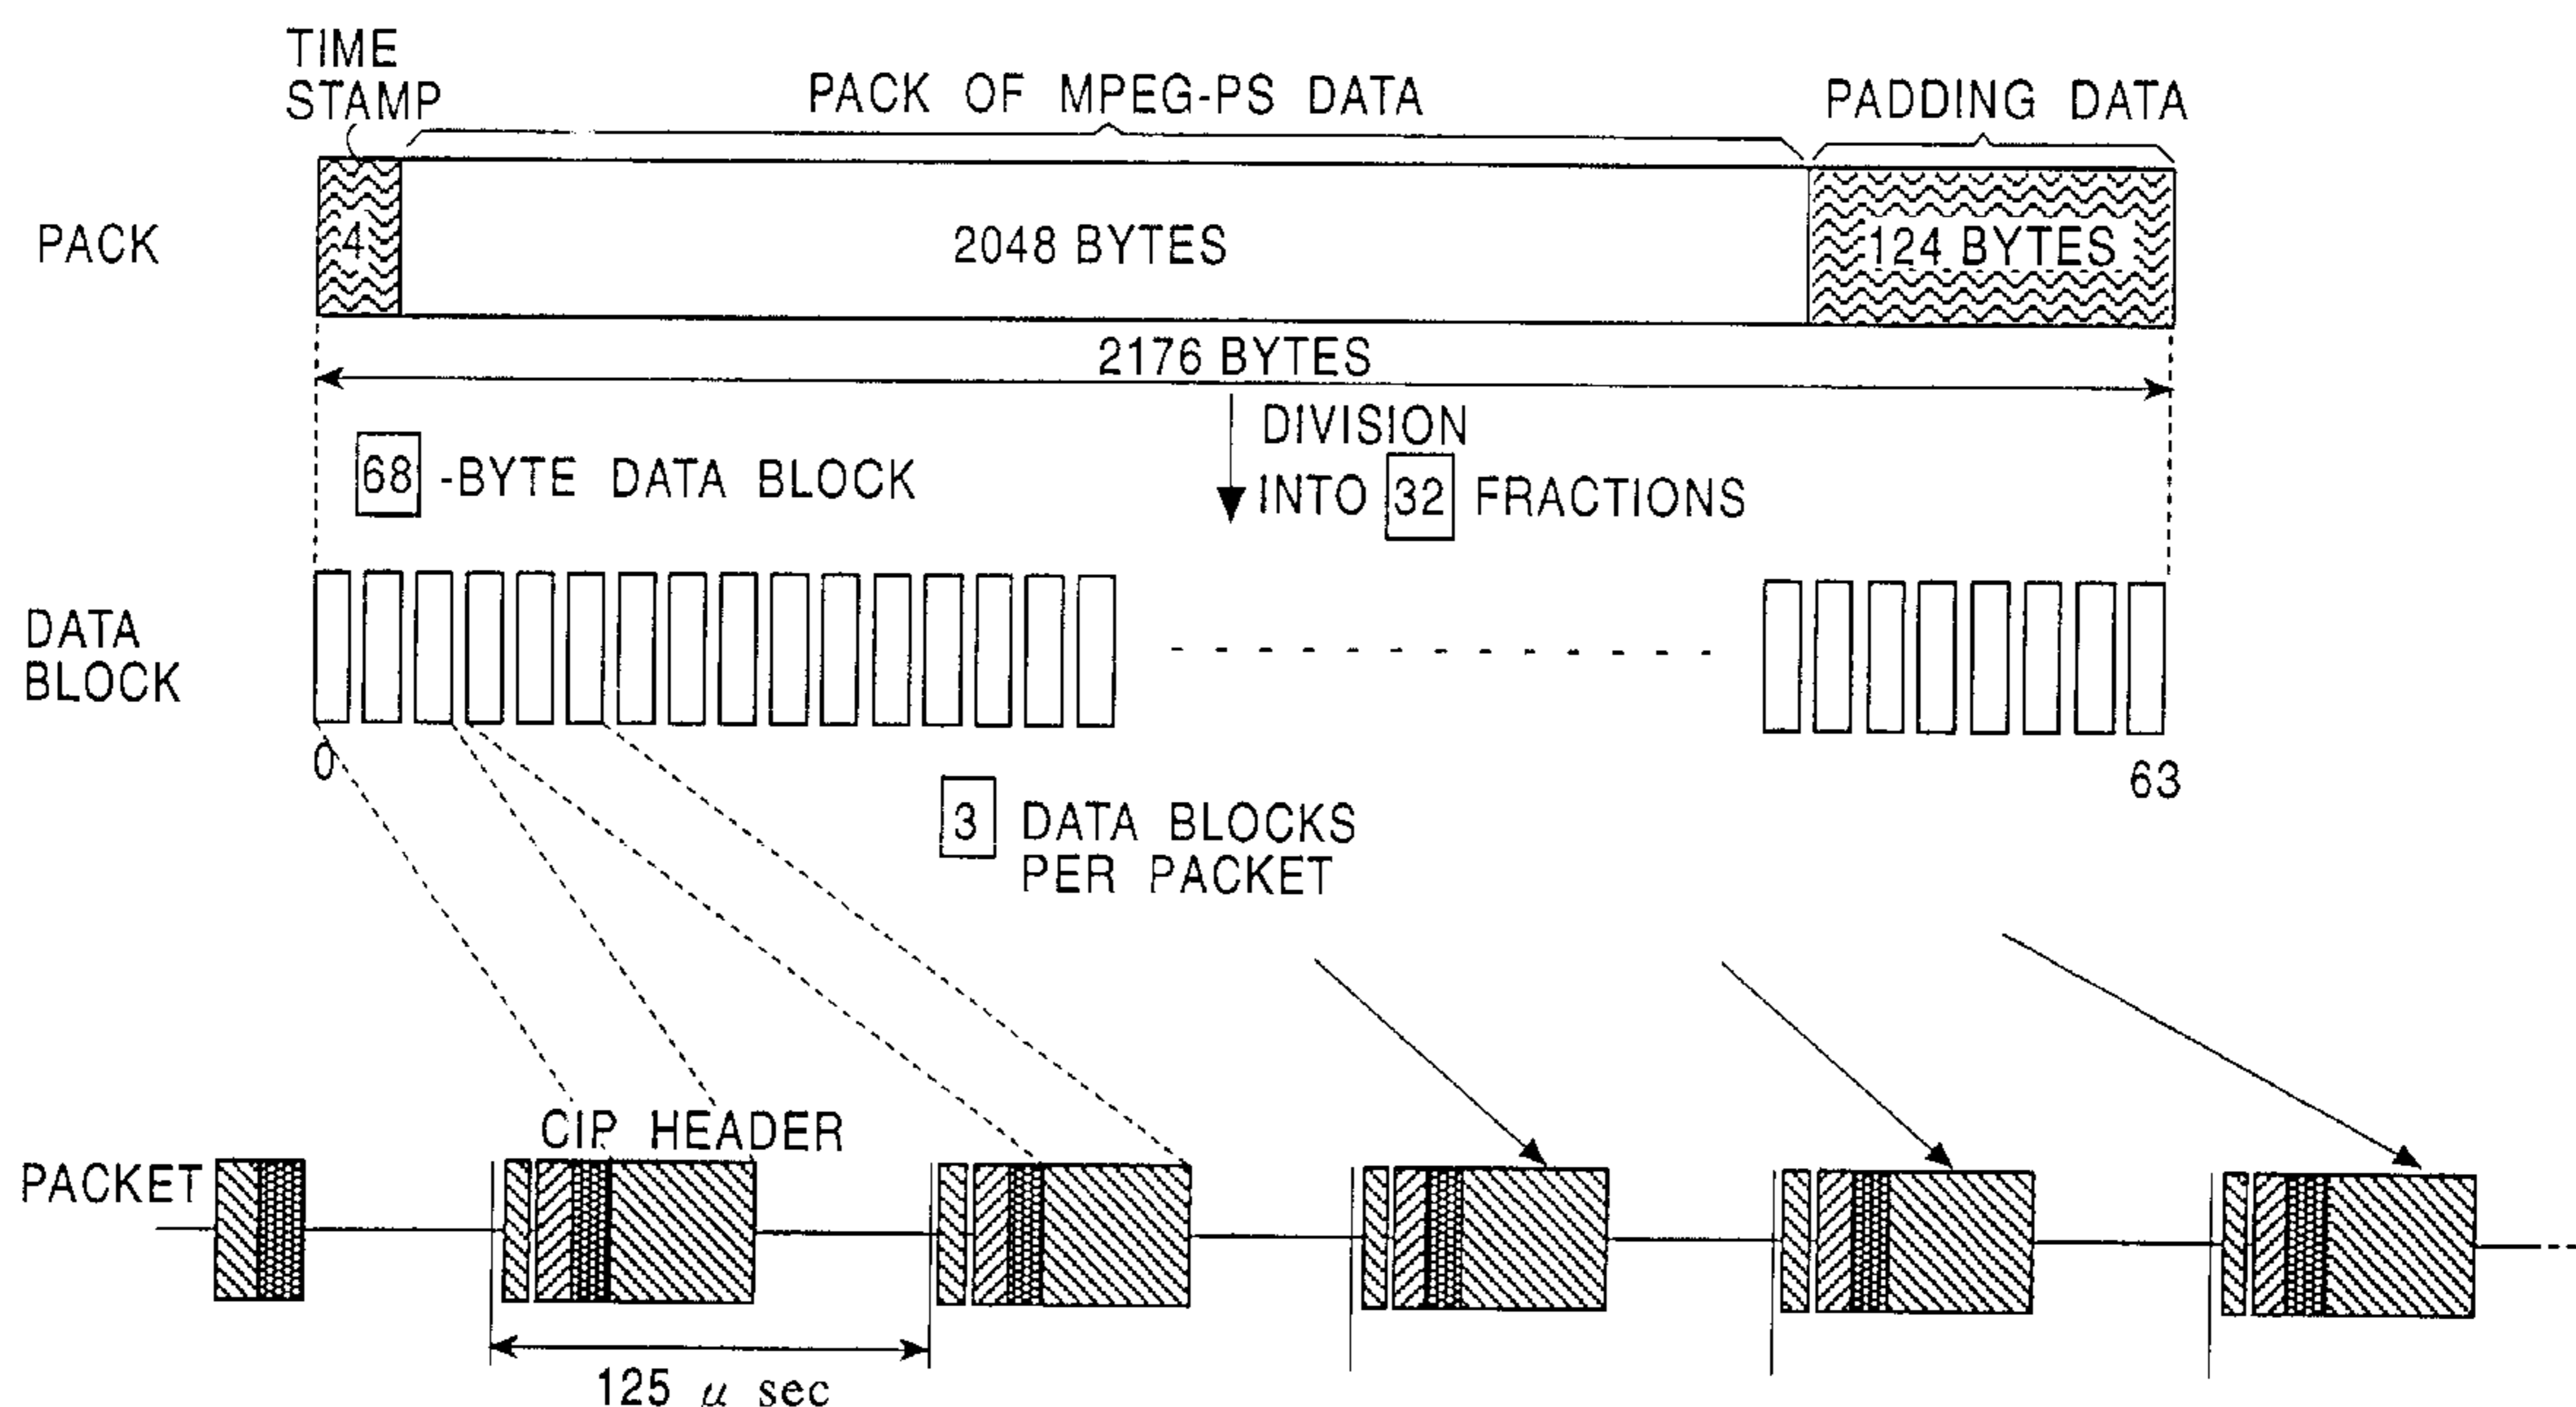 TIME
STAMP
PACK OF MPEG-PS DATA
PADDING DATA
PACK
4
2048 BYTES
124 BYTES
2176 BYTES
68 -BYTE DATA BLOCK
DIVISION
INTO 32 FRACTIONS
DATA
BLOCK
0
63
3 DATA BLOCKS
PER PACKET
CIP HEADER
PACKET
125 μ sec